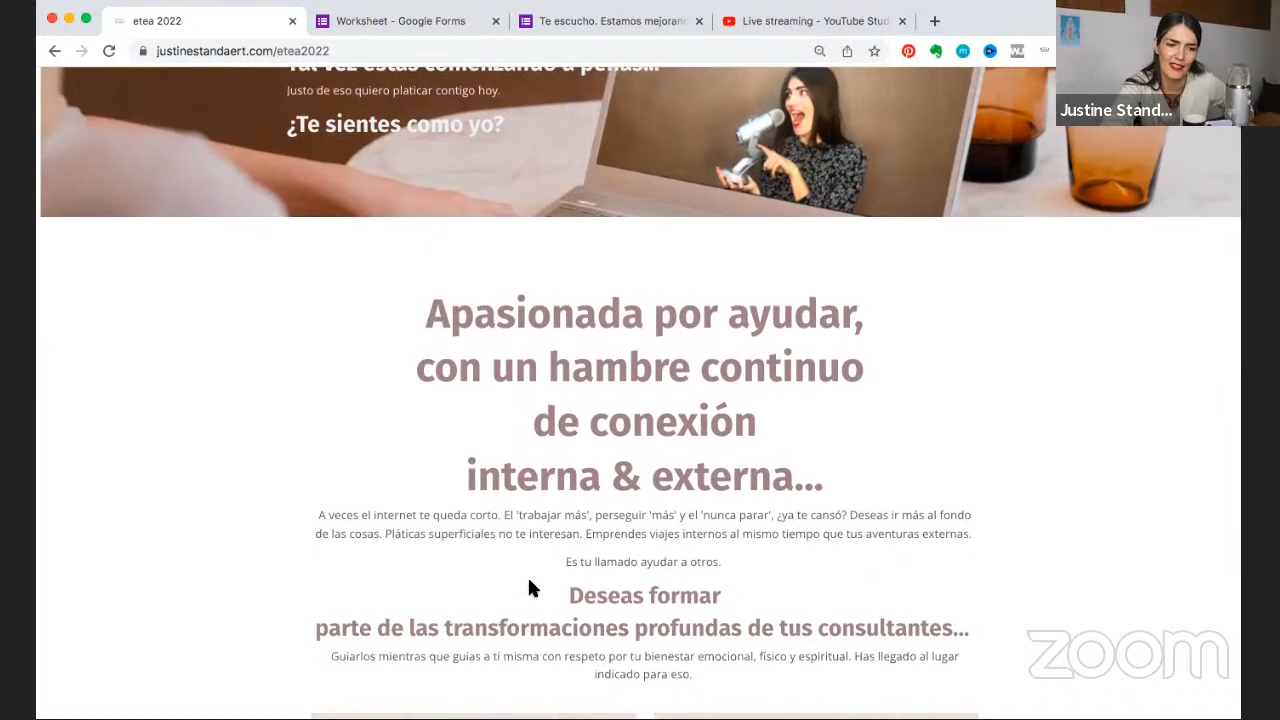 etea 2022
Worksheet - Google Forms
Te escucho. Estamos mejoran
Live streaming - YouTube Stud
justinestandaert.com/etea2022
Justine Stand...
Tal vez estás comenzando a penas...
Justo de eso quiero platicar contigo hoy.
¿Te sientes como yo?
Apasionada por ayudar,
con un hambre continuo
de conexión
interna & externa...
A veces el internet te queda corto. El 'trabajar más', perseguir 'más' y el 'nunca parar', ¿ya te cansó? Deseas ir más al fondo
de las cosas. Pláticas superficiales no te interesan. Emprendes viajes internos al mismo tiempo que tus aventuras externas.
Es tu llamado ayudar a otros.
Deseas formar
parte de las transformaciones profundas de tus consultantes...
Guiarlos mientras que guías a ti misma con respeto por tu bienestar emocional, físico y espiritual. Has llegado al lugar
indicado para eso.
zoom